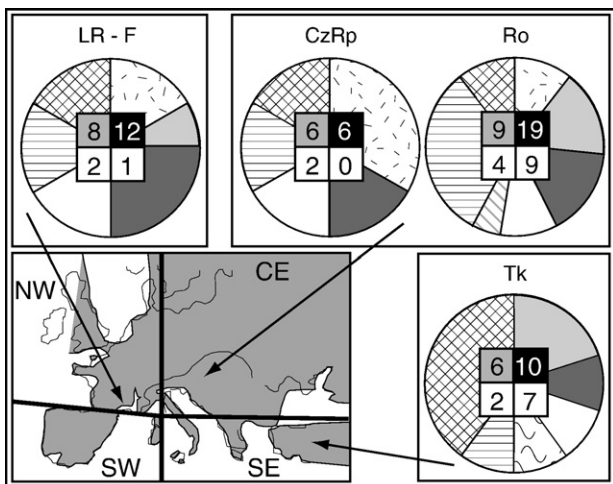 LR - F
8 12
2 1
CzRp
6 6
2 0
Ro
9 19
4 9
NW
CE
SW
SE
Tk
6 10
2 7